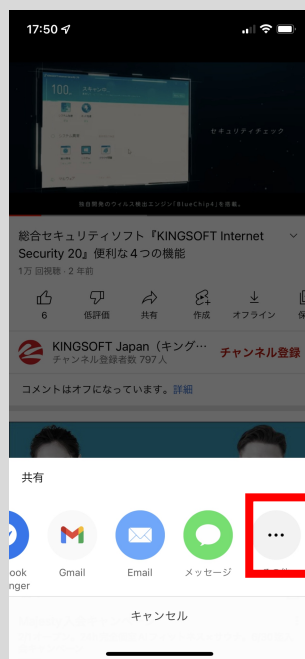 17:50
100
セキュリティチェック
独自開発のウィルス検出エンジン「BlueChip4」を搭載。
総合セキュリティソフト『KINGSOFT Internet
Security 20』便利な4つの機能
1万 回視聴・2 年前
6 低評価 共有 作成 オフライン 保
KINGSOFT Japan（キング… チャンネル登録
チャンネル登録者数 797 人
コメントはオフになっています。詳細
共有
ook Gmail Email メッセージ
nger
キャンセル